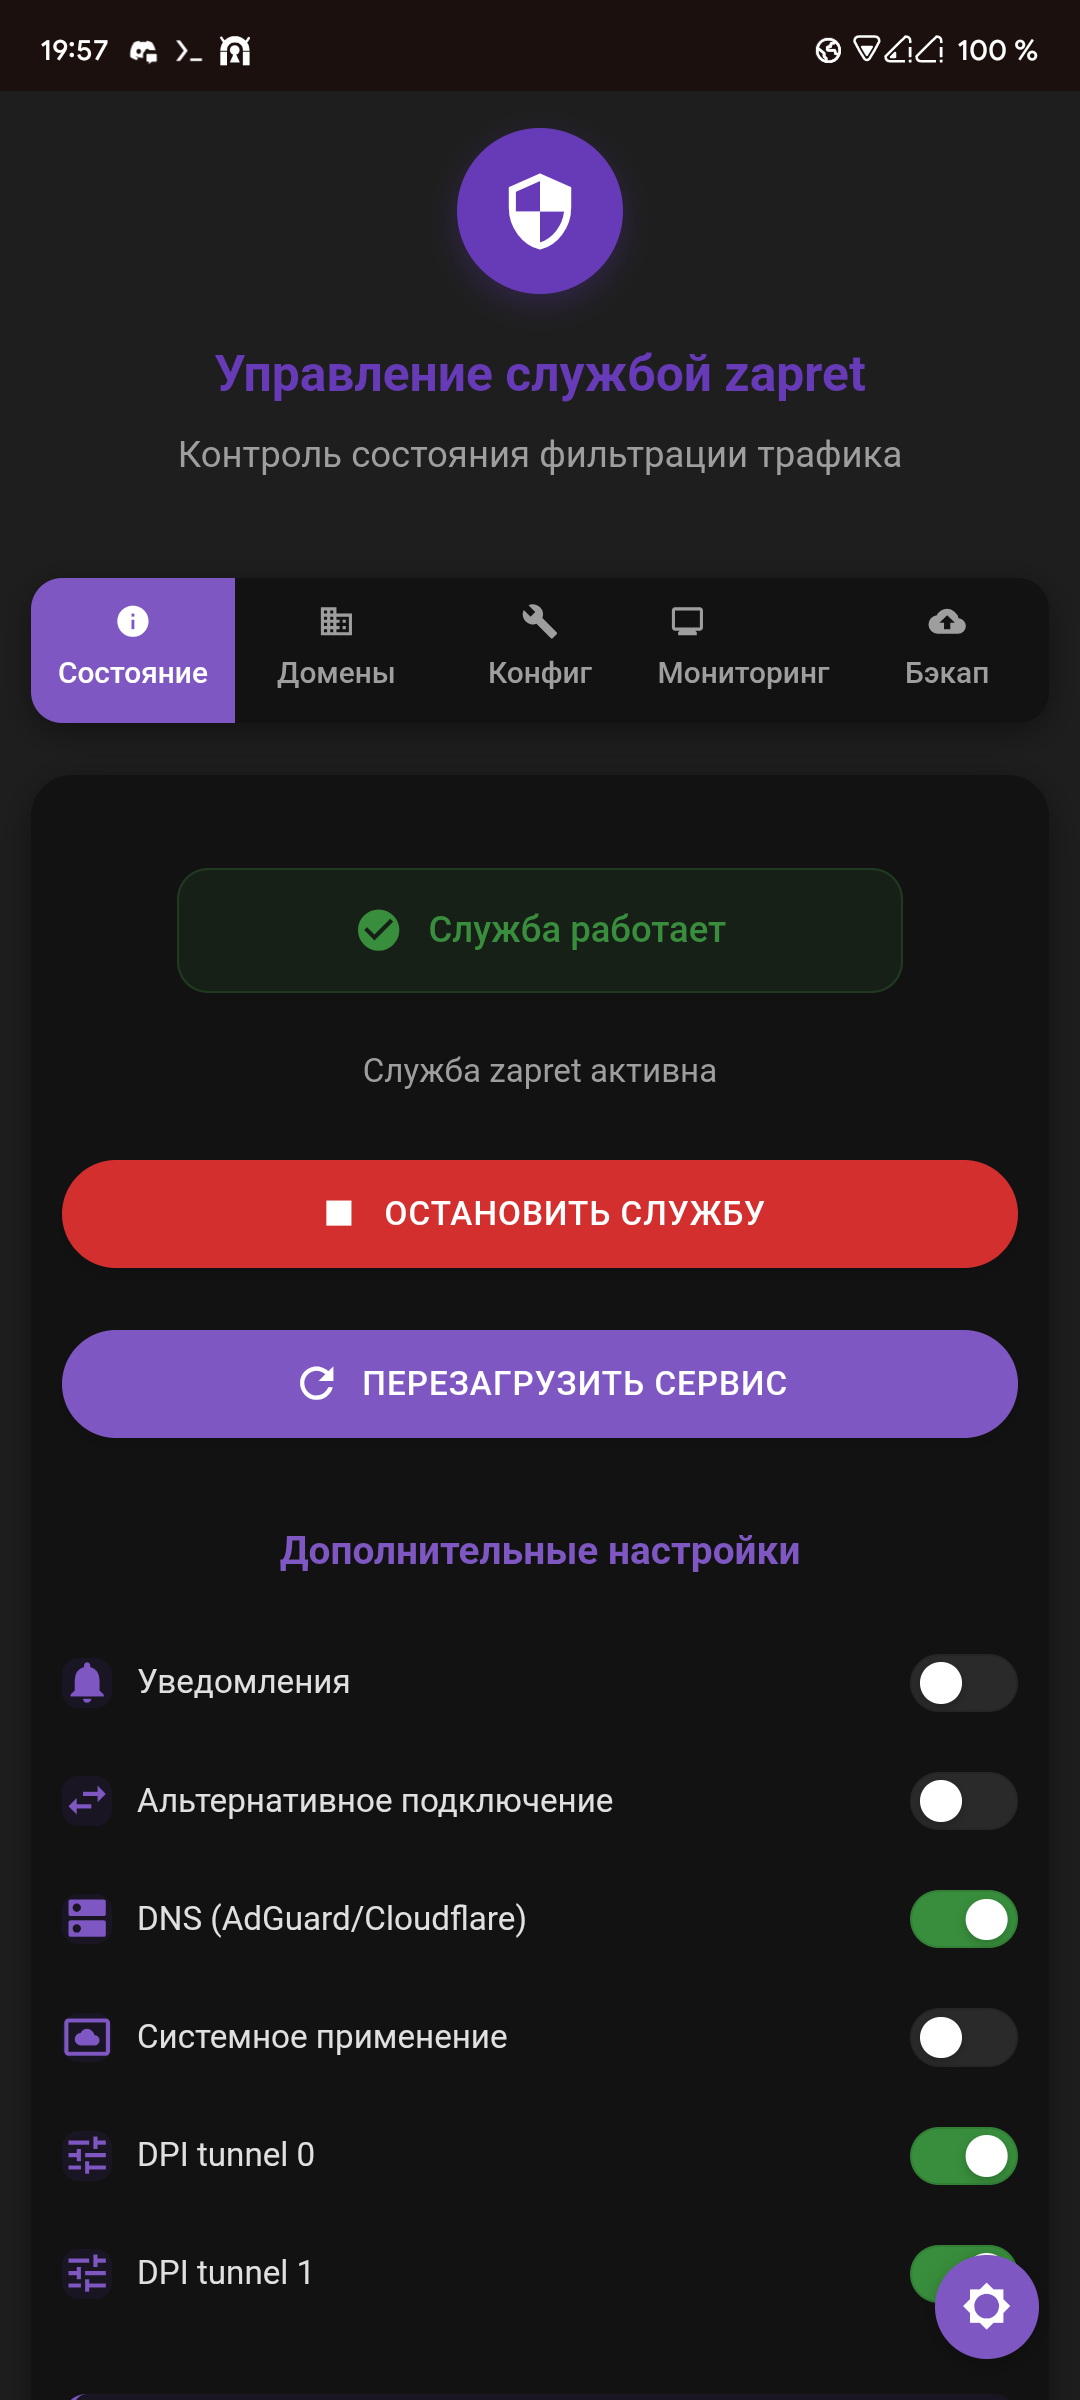 19:57
100 %
Управление службой zapret
Контроль состояния фильтрации трафика
Состояние
Домены
Конфиг
Мониторинг
Бэкап
Служба работает
Служба zapret активна
ОСТАНОВИТЬ СЛУЖБУ
ПЕРЕЗАГРУЗИТЬ СЕРВИС
Дополнительные настройки
Уведомления
Альтернативное подключение
DNS (AdGuard/Cloudflare)
Системное применение
DPI tunnel 0
DPI tunnel 1